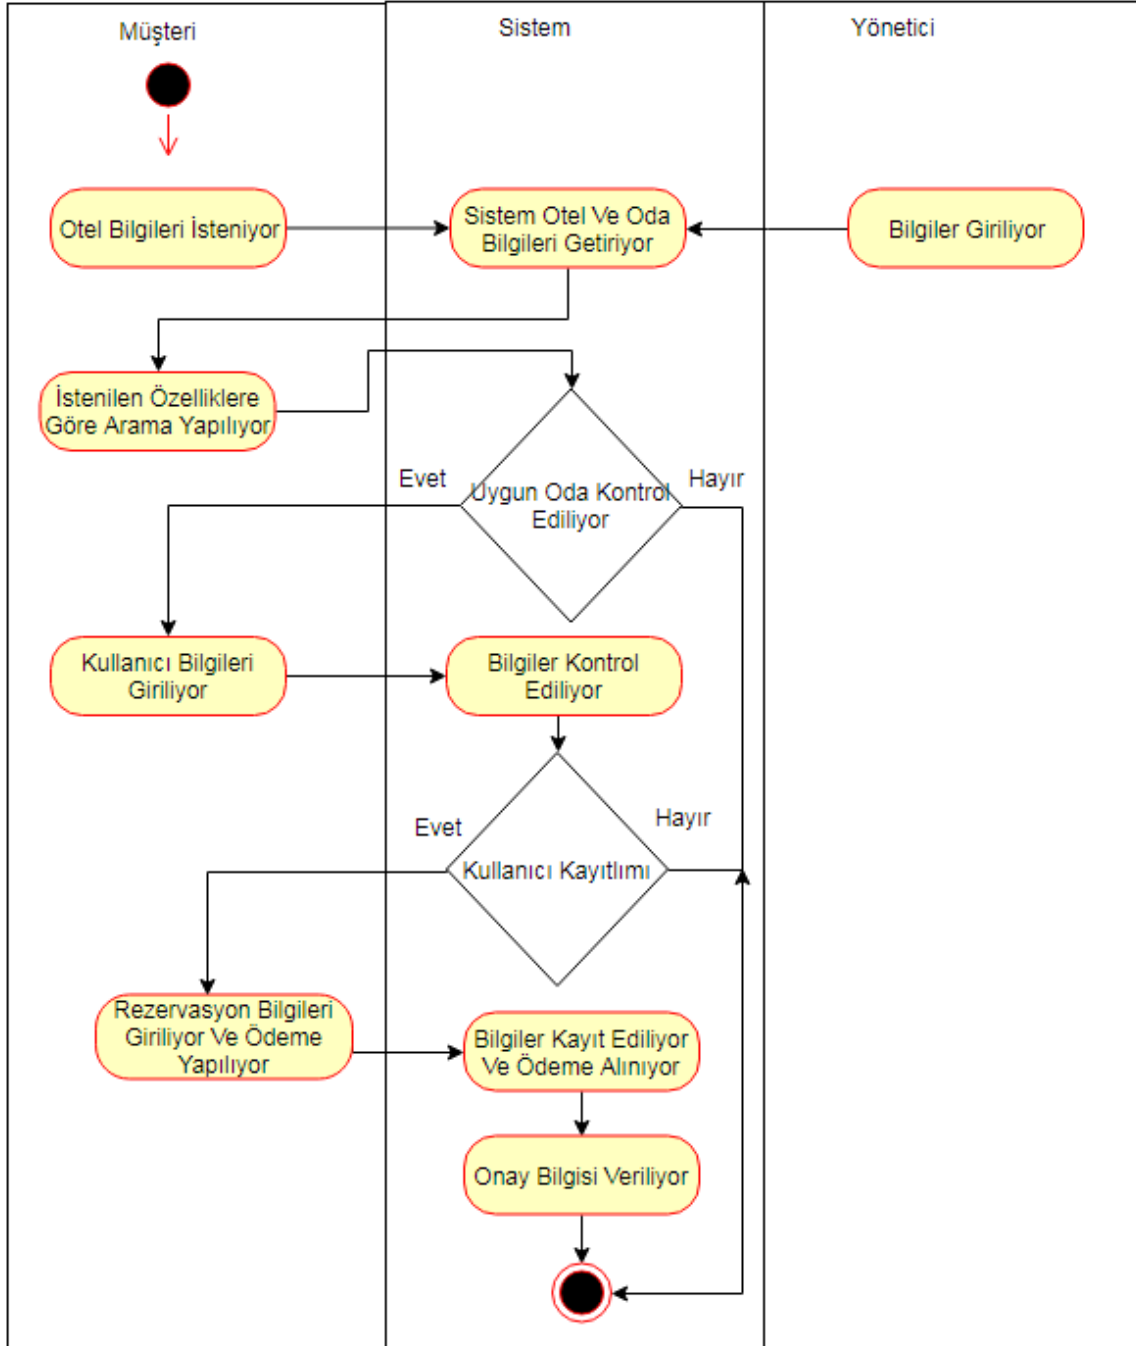 Müşteri
Sistem
Yönetici
Otel Bilgileri İsteniyor
Sistem Otel Ve Oda
Bilgileri Getiriyor
Bilgiler Giriliyor
İstenilen Özelliklere
Göre Arama Yapılıyor
Evet
Hayır
Uygun Oda Kontrol
Ediliyor
Kullanıcı Bilgileri
Giriliyor
Bilgiler Kontrol
Ediliyor
Evet
Hayır
Kullanıcı Kayıtlımı
Rezervasyon Bilgileri
Giriliyor Ve Ödeme
Yapılıyor
Bilgiler Kayıt Ediliyor
Ve Ödeme Alınıyor
Onay Bilgisi Veriliyor